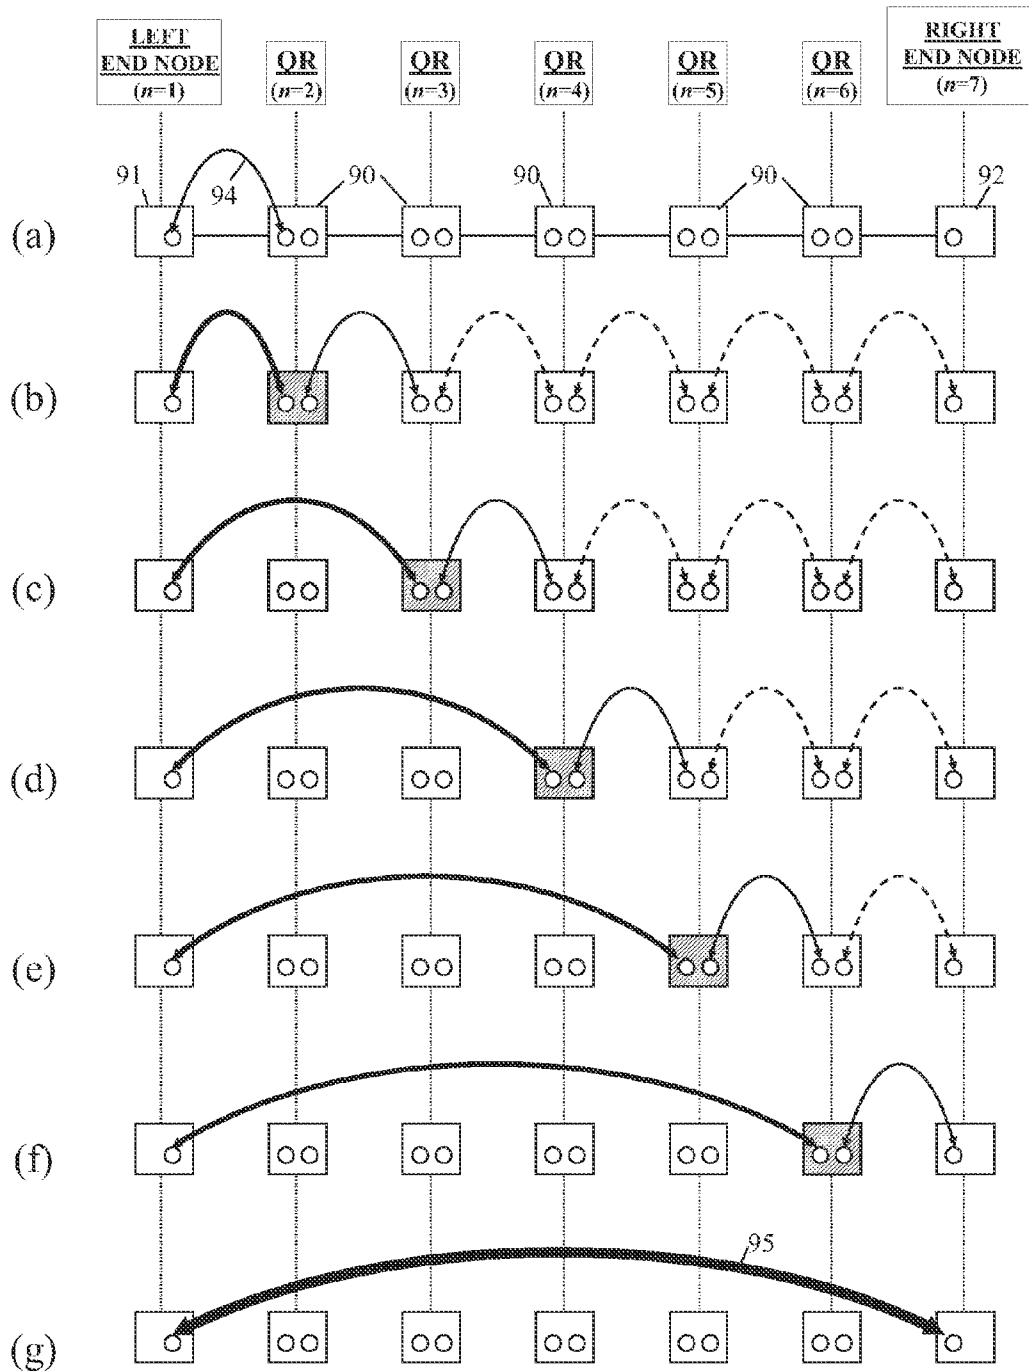 LEFT
END NODE
(n=1)
QR
(n=2)
QR
(n=3)
QR
(n=4)
QR
(n=5)
QR
(n=6)
RIGHT
END NODE
(n=7)
91
94
90
90
90
92
(a)
(b)
(c)
(d)
(e)
(f)
95
(g)